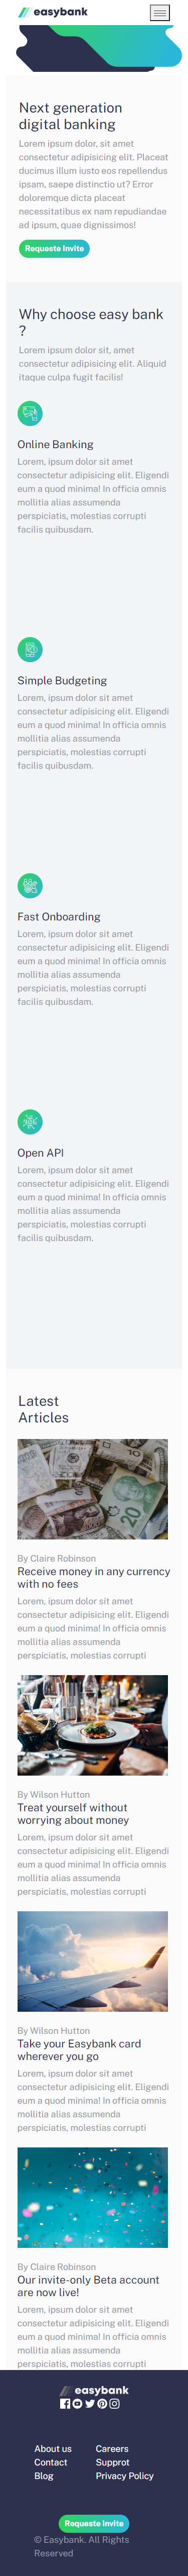 easybank
Next generation
digital banking
Lorem ipsum dolor, sit amet
consectetur adipisicing elit. Placeat
ducimus illum iusto eos repellendus
ipsam, saepe distinctio ut? Error
doloremque dicta placeat
necessitatibus ex nam repudiandae
ad ipsum, quae dignissimos!
Requeste Invite
Why choose easy bank
?
Lorem ipsum dolor sit, amet
consectetur adipisicing elit. Aliquid
itaque culpa fugit facilis!
Online Banking
Lorem, ipsum dolor sit amet
consectetur adipisicing elit. Eligendi
eum a quod minima! In officia omnis
mollitia alias assumenda
perspiciatis, molestias corrupti
facilis quibusdam.
Simple Budgeting
Lorem, ipsum dolor sit amet
consectetur adipisicing elit. Eligendi
eum a quod minima! In officia omnis
mollitia alias assumenda
perspiciatis, molestias corrupti
facilis quibusdam.
Fast Onboarding
Lorem, ipsum dolor sit amet
consectetur adipisicing elit. Eligendi
eum a quod minima! In officia omnis
mollitia alias assumenda
perspiciatis, molestias corrupti
facilis quibusdam.
Open API
Lorem, ipsum dolor sit amet
consectetur adipisicing elit. Eligendi
eum a quod minima! In officia omnis
mollitia alias assumenda
perspiciatis, molestias corrupti
facilis quibusdam.
Latest
Articles
By Claire Robinson
Receive money in any currency
with no fees
Lorem, ipsum dolor sit amet
consectetur adipisicing elit. Eligendi
eum a quod minima! In officia omnis
mollitia alias assumenda
perspiciatis, molestias corrupti
By Wilson Hutton
Treat yourself without
worrying about money
Lorem, ipsum dolor sit amet
consectetur adipisicing elit. Eligendi
eum a quod minima! In officia omnis
mollitia alias assumenda
perspiciatis, molestias corrupti
By Wilson Hutton
Take your Easybank card
wherever you go
Lorem, ipsum dolor sit amet
consectetur adipisicing elit. Eligendi
eum a quod minima! In officia omnis
mollitia alias assumenda
perspiciatis, molestias corrupti
By Claire Robinson
Our invite-only Beta account
are now live!
Lorem, ipsum dolor sit amet
consectetur adipisicing elit. Eligendi
eum a quod minima! In officia omnis
mollitia alias assumenda
perspiciatis, molestias corrupti
easybank
About us Careers
Contact Supprot
Blog Privacy Policy
Requeste Invite
© Easybank. All Rights
Reserved